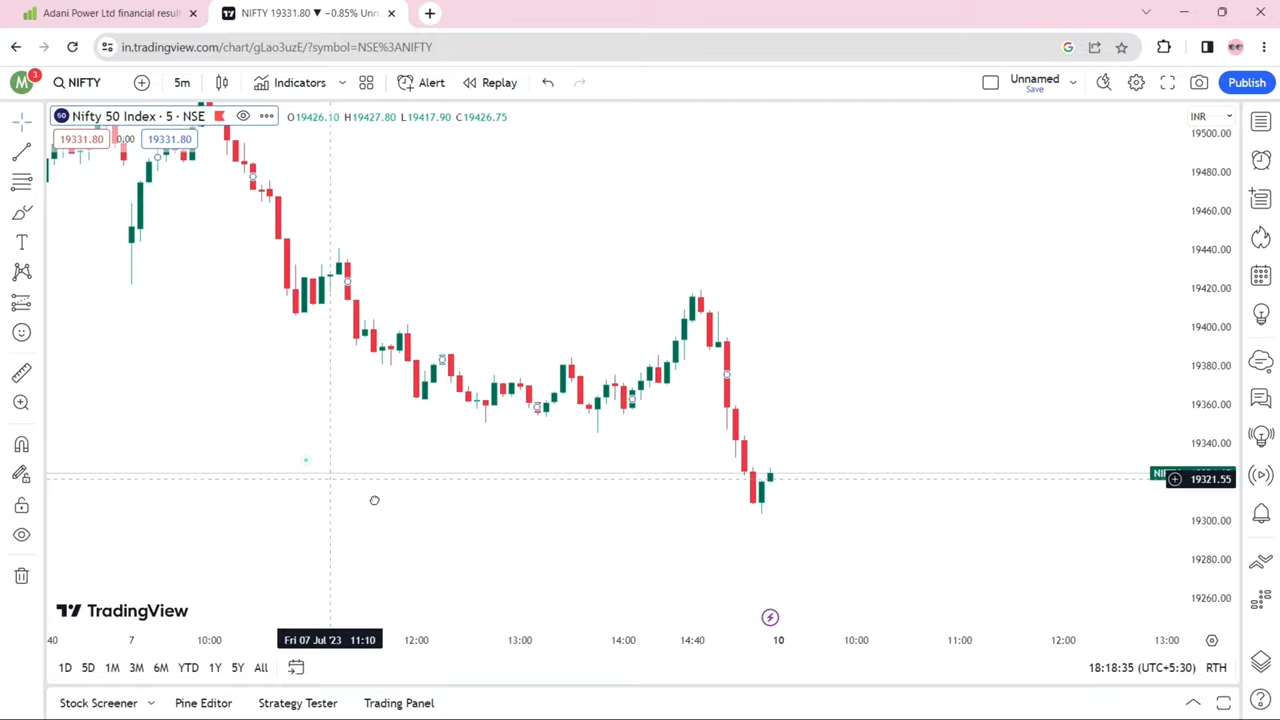 Adani Power Ltd financial result
NIFTY 19331.80 ▼ −0.85% Unn
in.tradingview.com/chart/gLao3uzE/?symbol=NSE%3ANIFTY
M 3 NIFTY 5m Indicators Alert Replay Unnamed Save Publish
50 Nifty 50 Index · 5 · NSE O19426.10 H19427.80 L19417.90 C19426.75 INR
19331.80 0.00 19331.80
19500.00
19480.00
19460.00
19440.00
19420.00
19400.00
19380.00
19360.00
19340.00
19321.55
19300.00
19280.00
19260.00
TradingView
:40 7 10:00 Fri 07 Jul '23 11:10 12:00 13:00 14:00 14:40 10 10:00 11:00 12:00 13:00
1D 5D 1M 3M 6M YTD 1Y 5Y All 18:18:35 (UTC+5:30) RTH
Stock Screener Pine Editor Strategy Tester Trading Panel